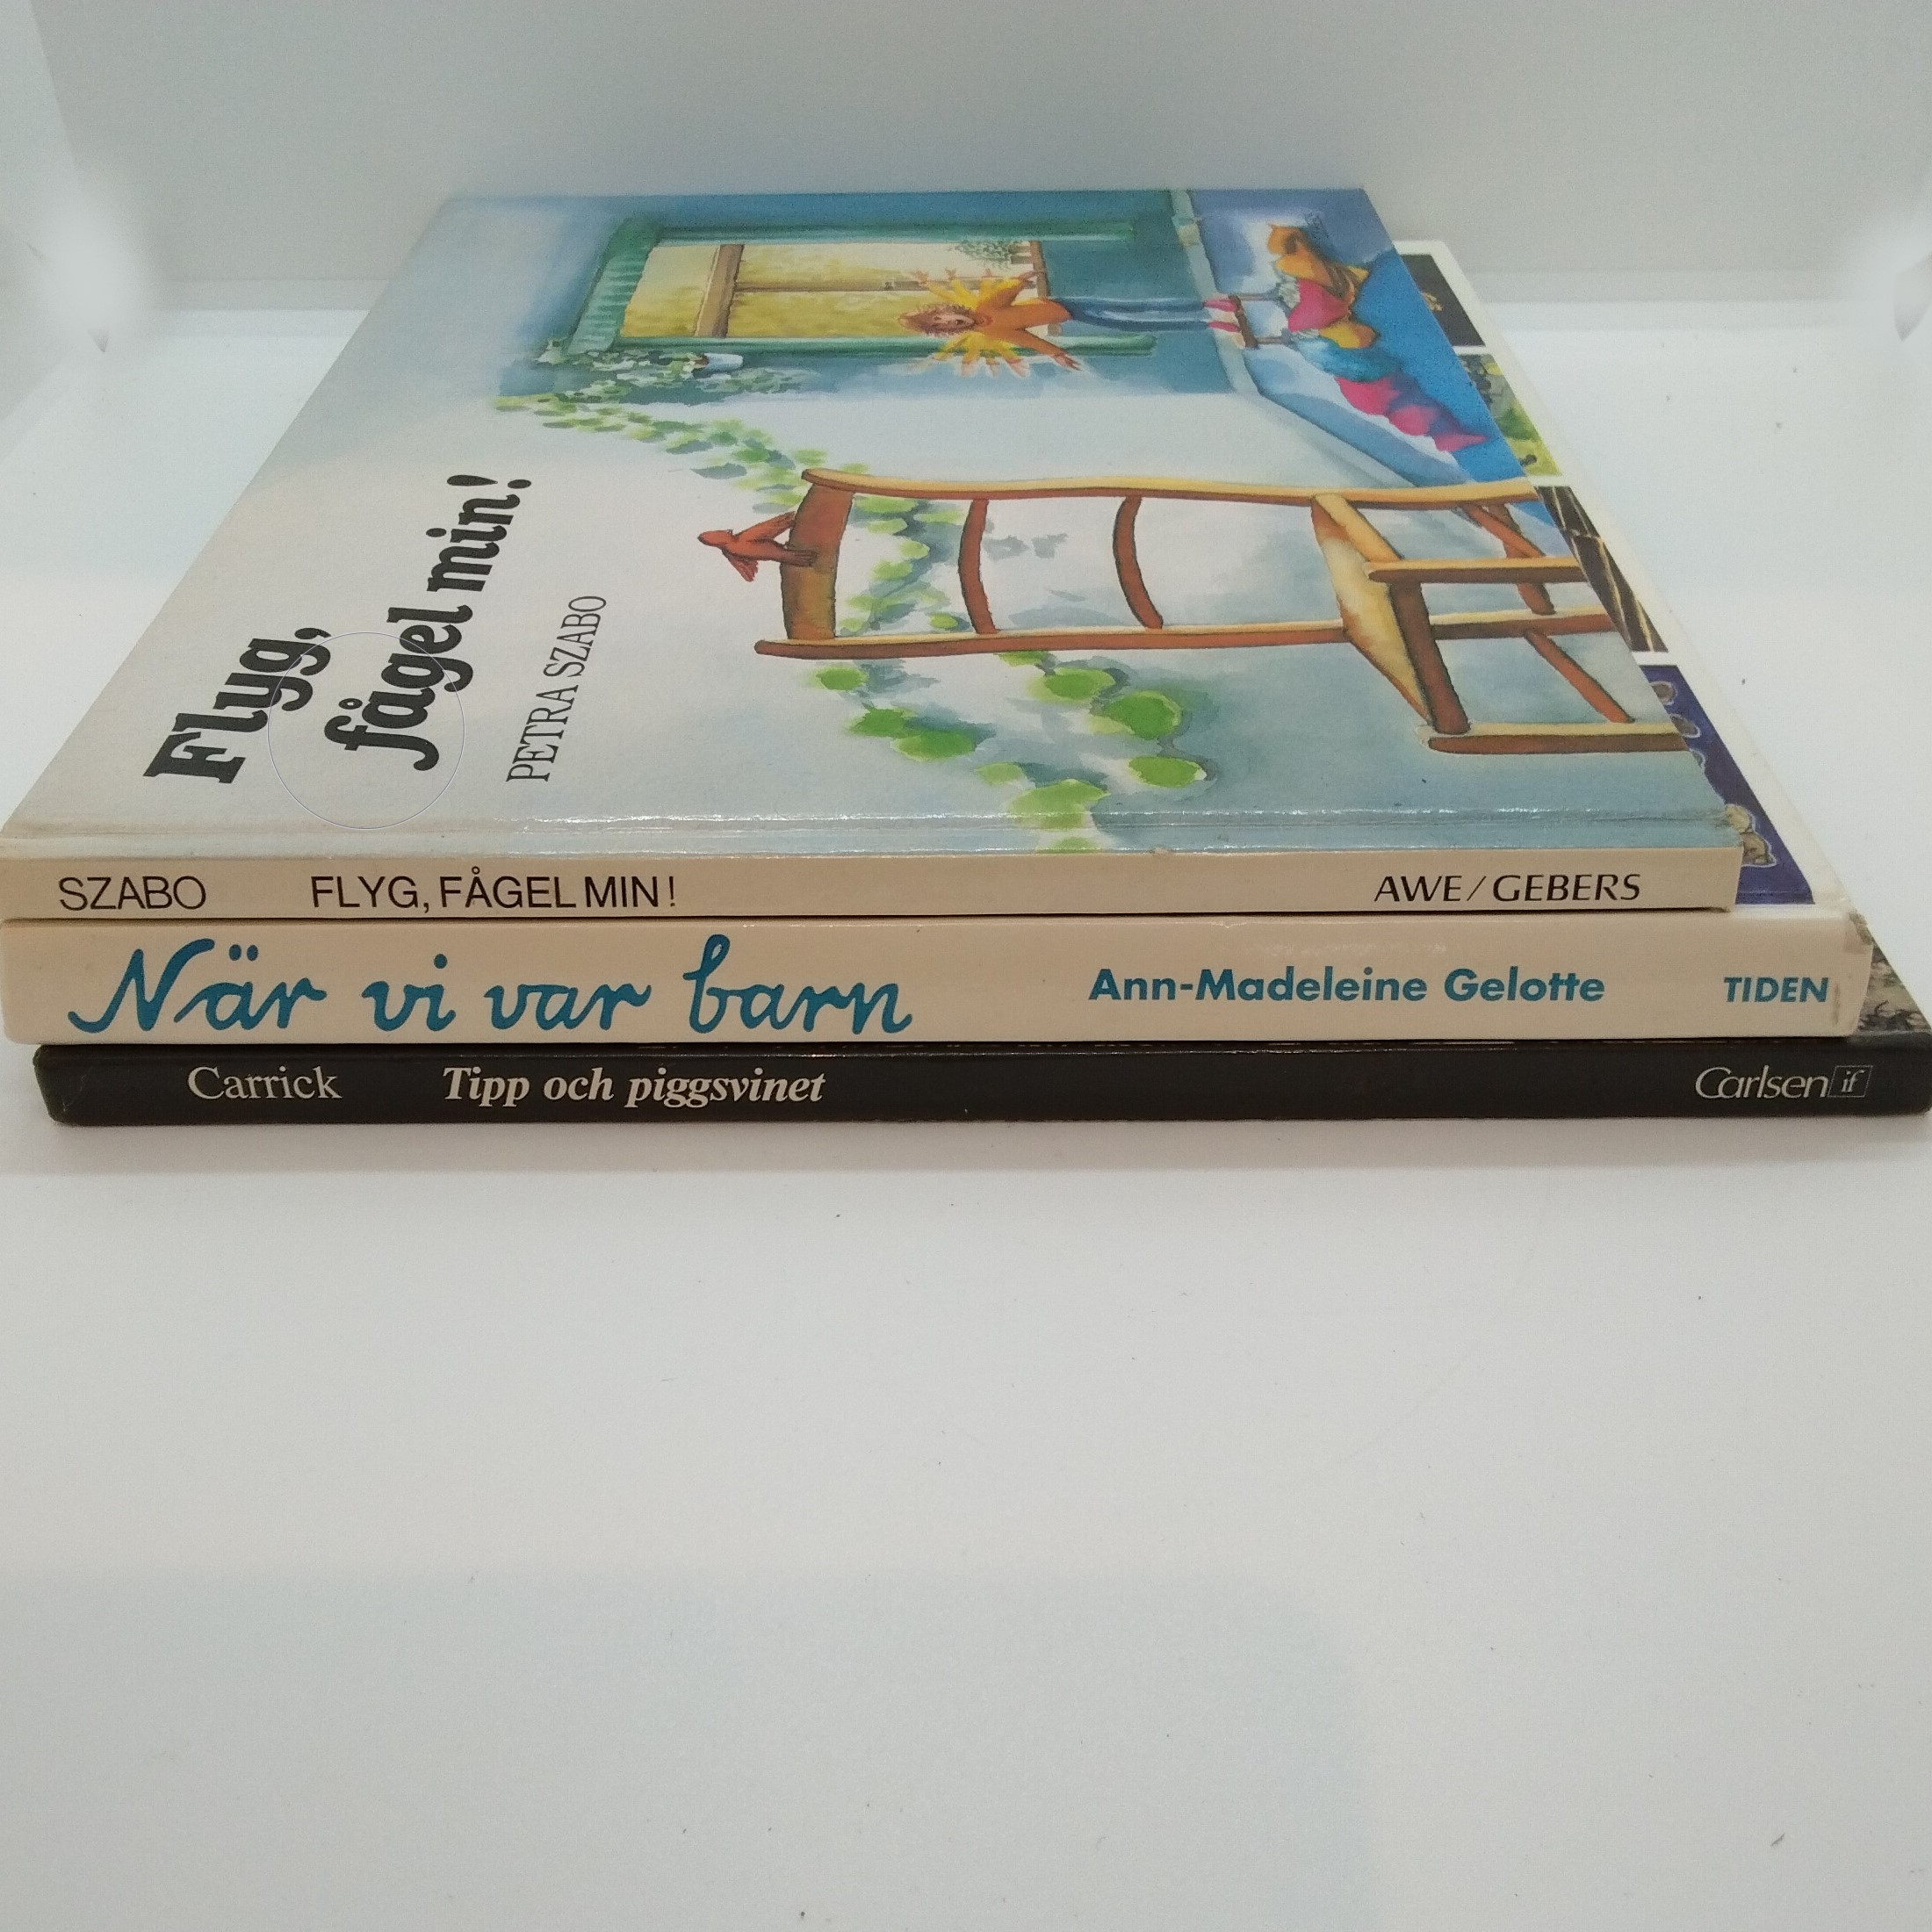 Flyg,
fågel min!
PETRA SZABO
SZABO FLYG, FÅGEL MIN! AWE/GEBERS
När vi var barn Ann-Madeleine Gelotte TIDEN
Carrick Tipp och piggsvinet Carlsen if